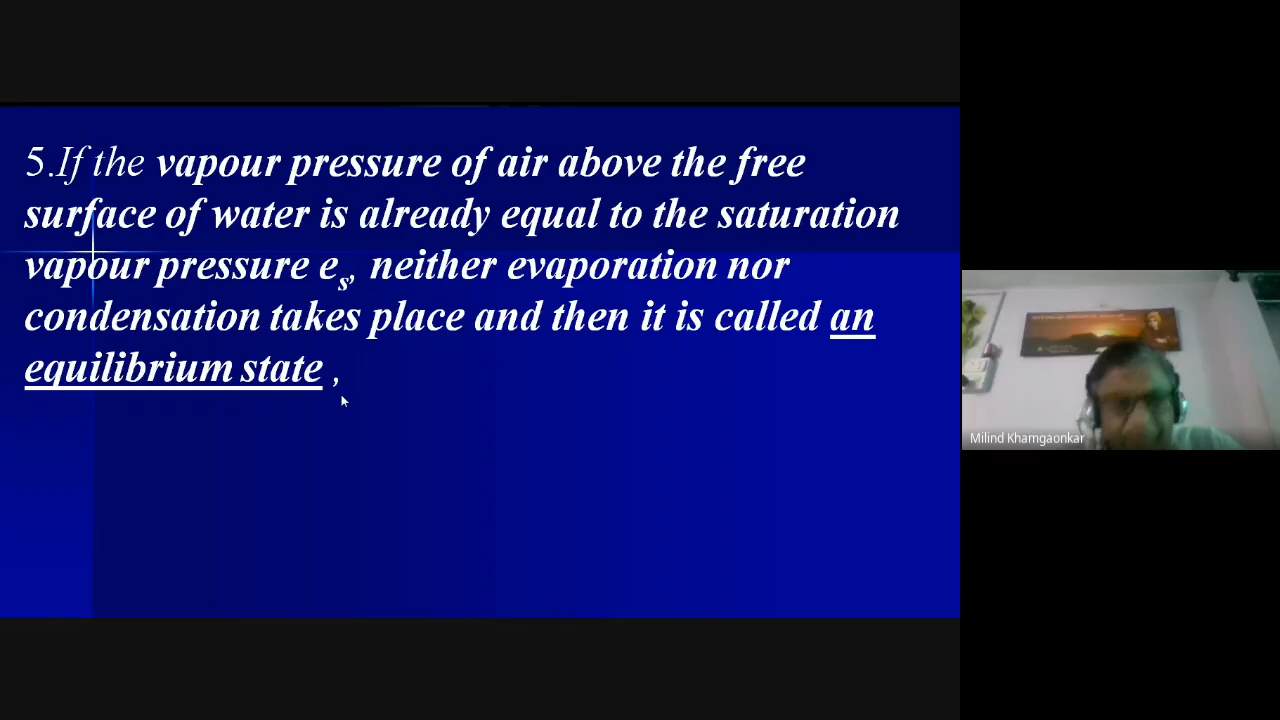 5.If the vapour pressure of air above the free
surface of water is already equal to the saturation
vapour pressure es, neither evaporation nor
condensation takes place and then it is called an
equilibrium state ,
Milind Khamgaonkar